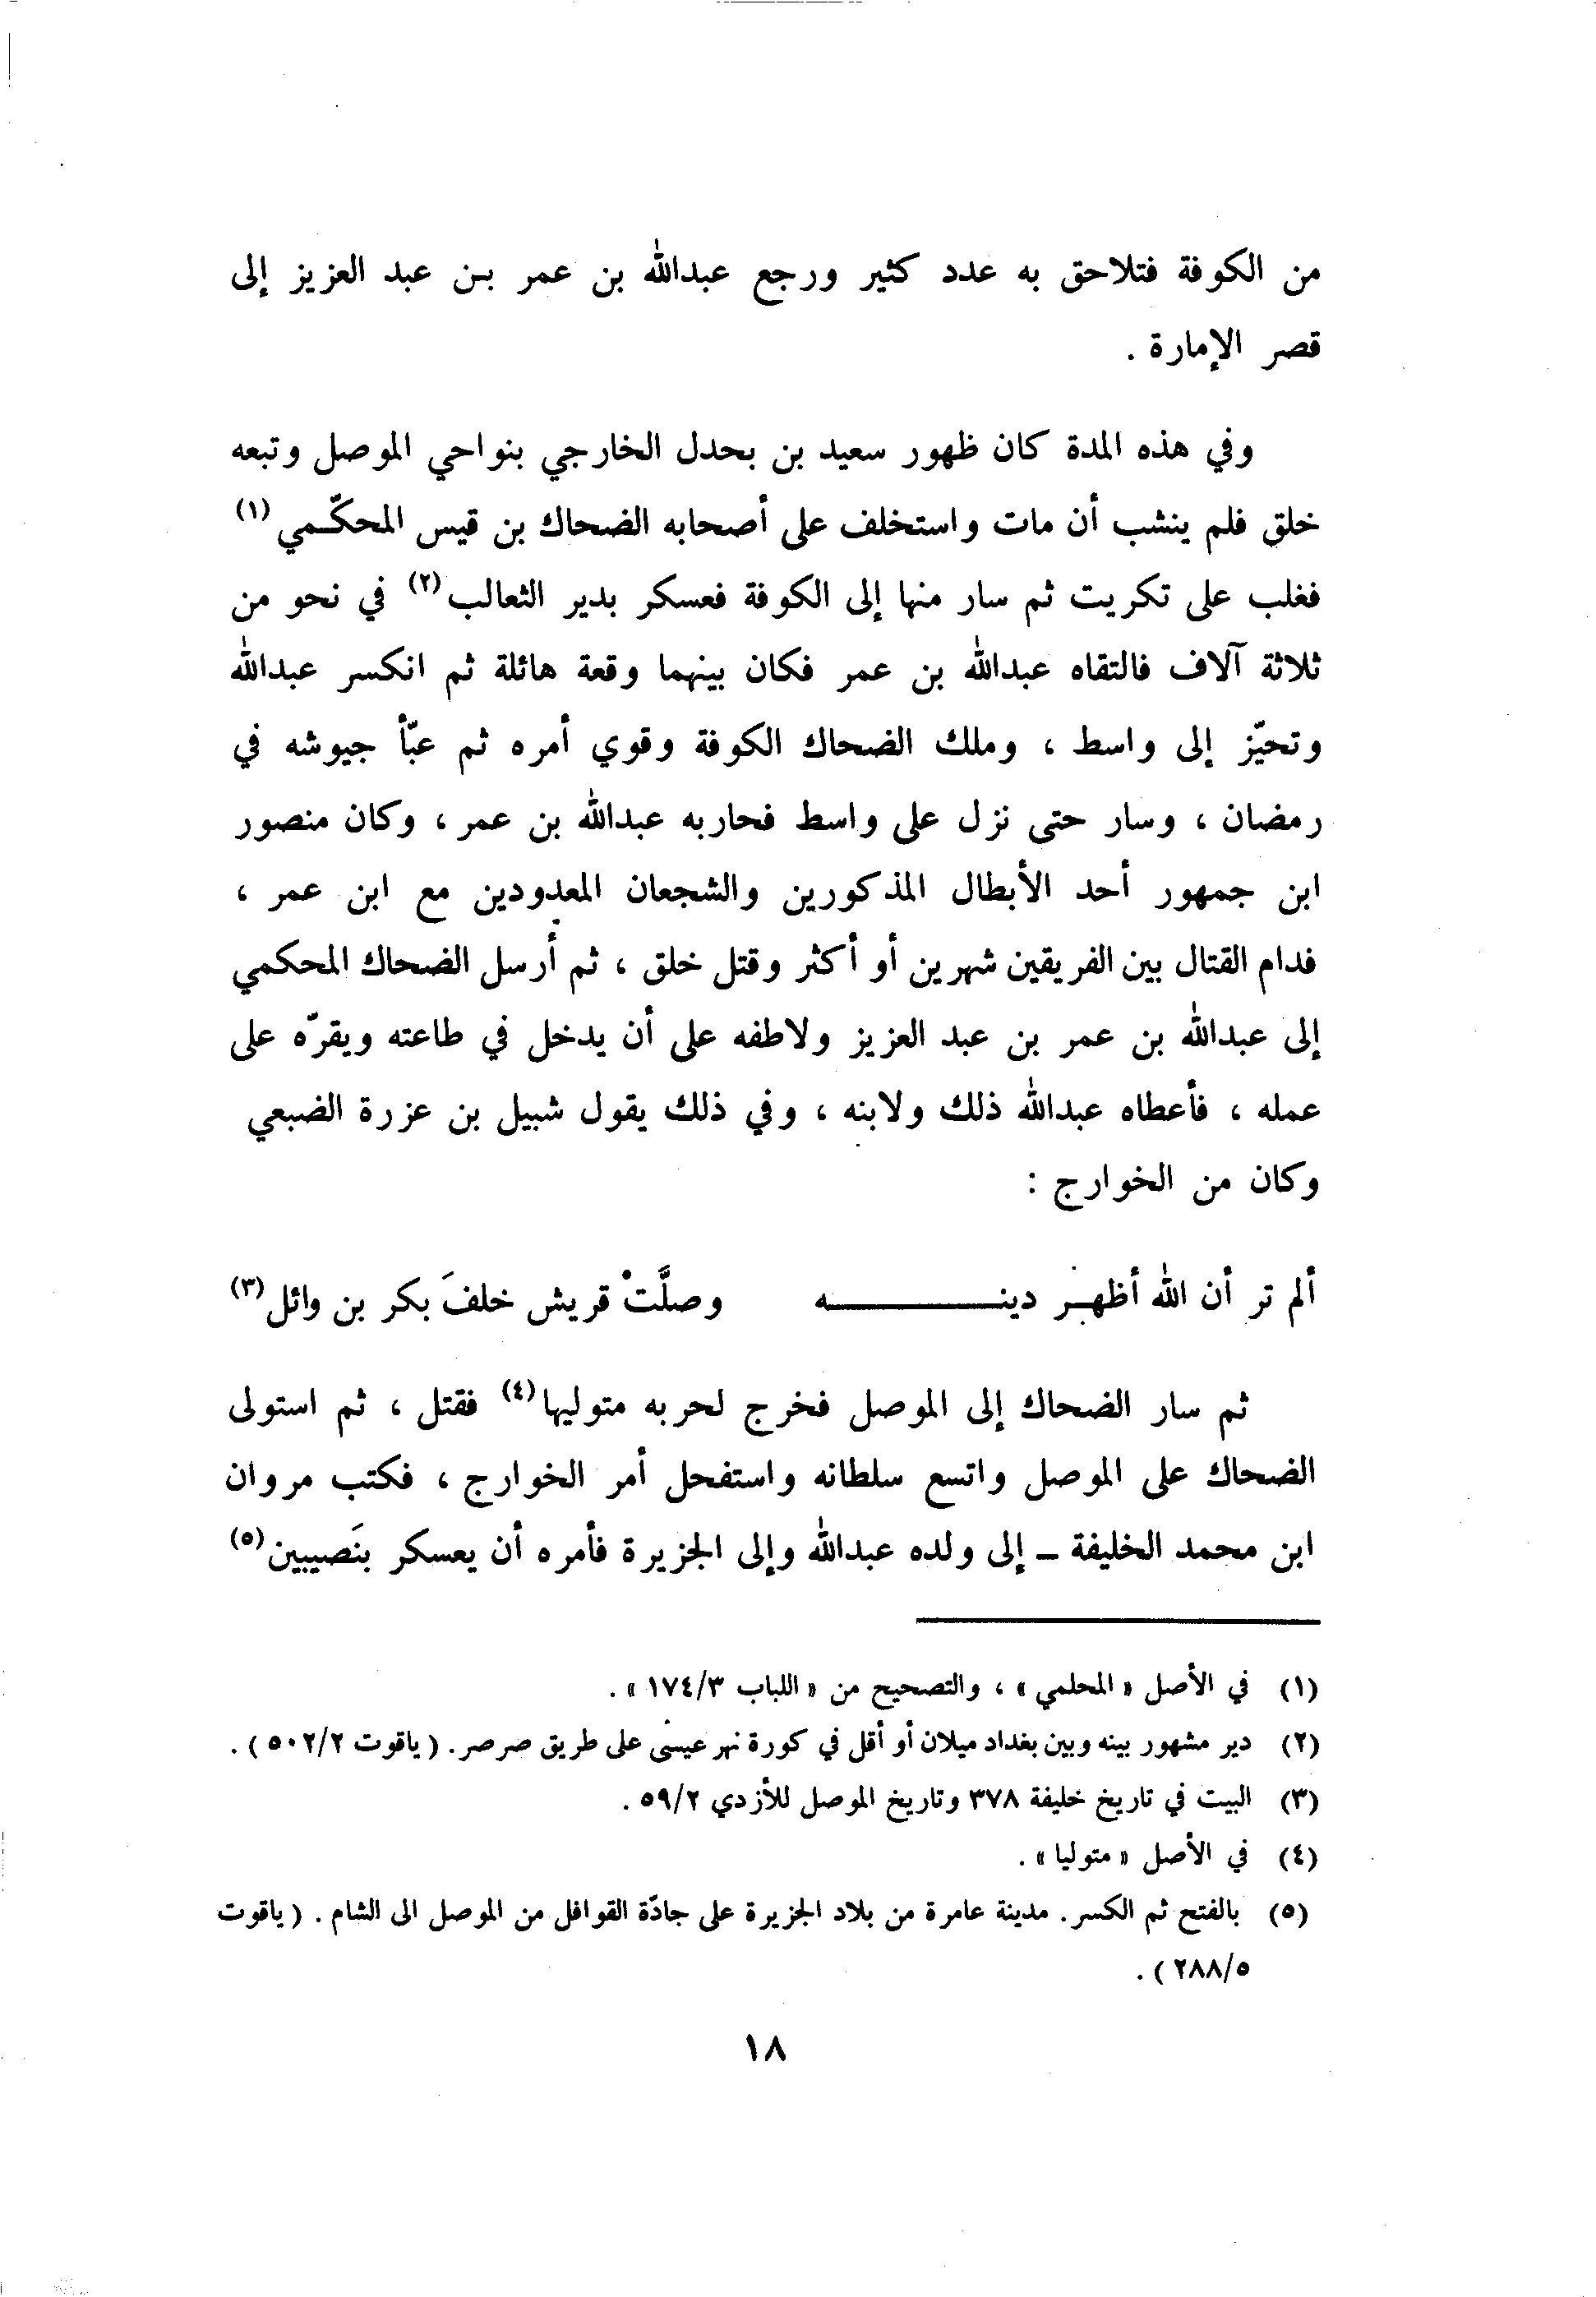 من الكوفة فتلاحق به عدد كثير ورجع عبدالله بن عمر بـن عبد العزيز إلى
قصر الإمارة .
وفي هذه المدة كان ظهور سعيد بن بحدل الخارجي بنواحي الموصل وتبعه
خلق فلم ينشب أن مات واستخلف على أصحابه الضحاك بن قيس المحكّـمي (١)
فغلب على تكريت ثم سار منها إلى الكوفة فعسكر بدير الثعالب (٢) في نحو من
ثلاثة آلاف فالتقاه عبدالله بن عمر فكان بينهما وقعة هائلة ثم انكسر عبدالله
وتحيّز إلى واسط ، وملك الضحاك الكوفة وقوي أمره ثم عبّأ جيوشه في
رمضان ، وسار حتى نزل على واسط فحاربه عبدالله بن عمر ، وكان منصور
ابن جمهور أحد الأبطال المذكورين والشجعان المعدودين مع ابن عمر ،
فدام القتال بين الفريقين شهرين أو أكثر وقتل خلق ، ثم أرسل الضحاك المحكمي
إلى عبدالله بن عمر بن عبد العزيز ولاطفه على أن يدخل في طاعته ويقرّه على
عمله ، فأعطاه عبدالله ذلك ولابنه ، وفي ذلك يقول شبيل بن عزرة الضبعي
وكان من الخوارج :
ألم تر أن الله أظهـر دينـــــــه وصلَّتْ قريش خلفَ بكر بن وائل (٣)
ثم سار الضحاك إلى الموصل فخرج لحربه متوليها (٤) فقتل ، ثم استولى
الضحاك على الموصل واتسع سلطانه واستفحل أمر الخوارج ، فكتب مروان
ابن محمد الخليفة ـ إلى ولده عبدالله وإلى الجزيرة فأمره أن يعسكر بنَصيبين (٥)
(١) في الأصل « المحلمي » ، والتصحيح من « اللباب ١٧٤/٣ » .
(٢) دير مشهور بينه وبين بغداد ميلان أو أقل في كورة نهر عيسى على طريق صرصر . ( ياقوت ٥٠٢/٢ ) .
(٣) البيت في تاريخ خليفة ٣٧٨ وتاريخ الموصل للأزدي ٥٩/٢ .
(٤) في الأصل « متوليا » .
(٥) بالفتح ثم الكسر . مدينة عامرة من بلاد الجزيرة على جادّة القوافل من الموصل الى الشام . ( ياقوت
٢٨٨/٥ ) .
١٨